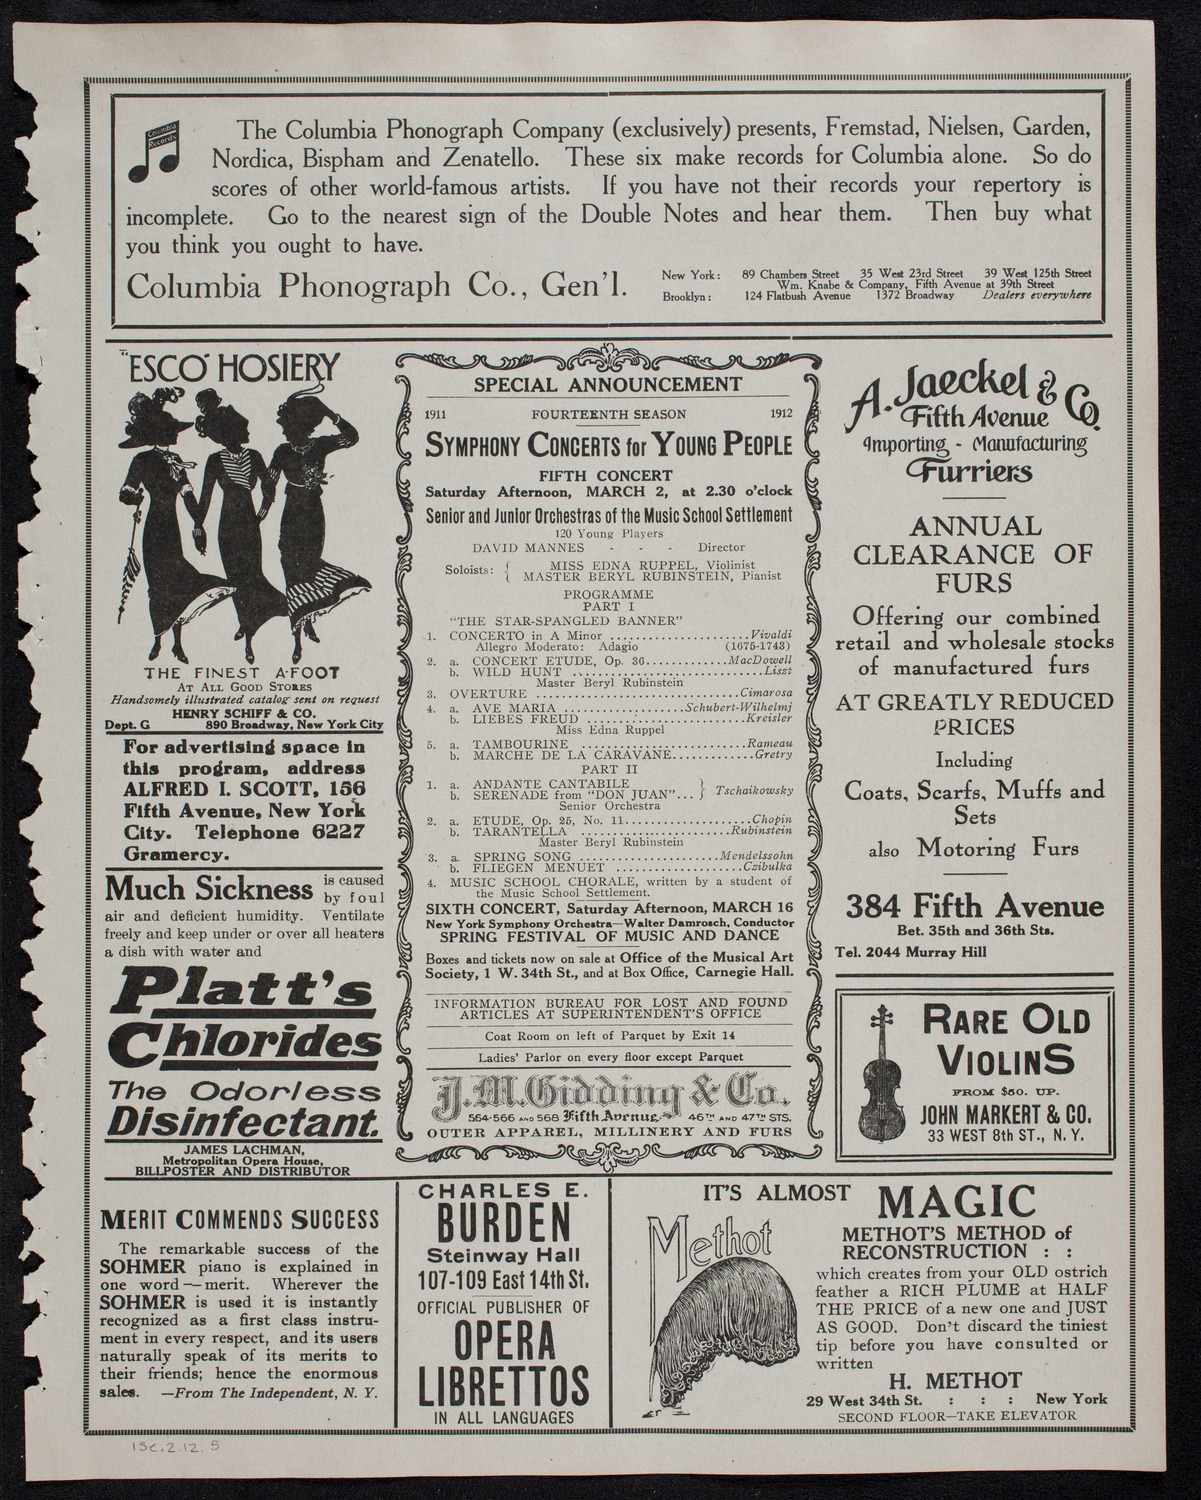 Columbia
Records
The Columbia Phonograph Company (exclusively) presents, Fremstad, Nielsen, Garden,
Nordica, Bispham and Zenatello. These six make records for Columbia alone. So do
scores of other world-famous artists. If you have not their records your repertory is
incomplete. Go to the nearest sign of the Double Notes and hear them. Then buy what
you think you ought to have.
Columbia Phonograph Co., Gen'l.
New York: 89 Chambers Street 35 West 23rd Street 39 West 125th Street
Wm. Knabe & Company, Fifth Avenue at 39th Street
Brooklyn: 124 Flatbush Avenue 1372 Broadway Dealers everywhere
"ESCO" HOSIERY
THE FINEST A-FOOT
AT ALL GOOD STORES
Handsomely illustrated catalog sent on request
HENRY SCHIFF & CO.
Dept. G 890 Broadway, New York City
For advertising space in
this program, address
ALFRED I. SCOTT, 156
Fifth Avenue, New York
City. Telephone 6227
Gramercy.
Much Sickness is caused
by foul
air and deficient humidity. Ventilate
freely and keep under or over all heaters
a dish with water and
Platt's
Chlorides
The Odorless
Disinfectant.
JAMES LACHMAN,
Metropolitan Opera House,
BILLPOSTER AND DISTRIBUTOR
SPECIAL ANNOUNCEMENT
1911 FOURTEENTH SEASON 1912
SYMPHONY CONCERTS for YOUNG PEOPLE
FIFTH CONCERT
Saturday Afternoon, MARCH 2, at 2.30 o'clock
Senior and Junior Orchestras of the Music School Settlement
120 Young Players
DAVID MANNES - - - Director
Soloists: { MISS EDNA RUPPEL, Violinist
{ MASTER BERYL RUBINSTEIN, Pianist
PROGRAMME
PART I
"THE STAR-SPANGLED BANNER"
1. CONCERTO in A Minor ......................Vivaldi
Allegro Moderato: Adagio (1675-1743)
2. a. CONCERT ETUDE, Op. 36............MacDowell
b. WILD HUNT ..............................Liszt
Master Beryl Rubinstein
3. OVERTURE .................................Cimarosa
4. a. AVE MARIA ....................Schubert-Wilhelmj
b. LIEBES FREUD .........................Kreisler
Miss Edna Ruppel
5. a. TAMBOURINE ..........................Rameau
b. MARCHE DE LA CARAVANE............Gretry
PART II
1. a. ANDANTE CANTABILE }
b. SERENADE from "DON JUAN"... } Tschaikowsky
Senior Orchestra
2. a. ETUDE, Op. 25, No. 11....................Chopin
b. TARANTELLA ..........................Rubinstein
Master Beryl Rubinstein
3. a. SPRING SONG ......................Mendelssohn
b. FLIEGEN MENUET ....................Czibulka
4. MUSIC SCHOOL CHORALE, written by a student of
the Music School Settlement.
SIXTH CONCERT, Saturday Afternoon, MARCH 16
New York Symphony Orchestra—Walter Damrosch, Conductor
SPRING FESTIVAL OF MUSIC AND DANCE
Boxes and tickets now on sale at Office of the Musical Art
Society, 1 W. 34th St., and at Box Office, Carnegie Hall.
INFORMATION BUREAU FOR LOST AND FOUND
ARTICLES AT SUPERINTENDENT'S OFFICE
Coat Room on left of Parquet by Exit 14
Ladies' Parlor on every floor except Parquet
J.M. Gidding & Co.
564-566 AND 568 Fifth Avenue 46TH AND 47TH STS.
OUTER APPAREL, MILLINERY AND FURS
A. Jaeckel & Co.
Fifth Avenue
Importing - Manufacturing
Furriers
ANNUAL
CLEARANCE OF
FURS
Offering our combined
retail and wholesale stocks
of manufactured furs
AT GREATLY REDUCED
PRICES
Including
Coats, Scarfs, Muffs and
Sets
also Motoring Furs
384 Fifth Avenue
Bet. 35th and 36th Sts.
Tel. 2044 Murray Hill
RARE OLD
VIOLINS
FROM $50. UP.
JOHN MARKERT & CO.
33 WEST 8th ST., N. Y.
MERIT COMMENDS SUCCESS
The remarkable success of the
SOHMER piano is explained in
one word—merit. Wherever the
SOHMER is used it is instantly
recognized as a first class instru-
ment in every respect, and its users
naturally speak of its merits to
their friends; hence the enormous
sales. —From The Independent, N. Y.
CHARLES E.
BURDEN
Steinway Hall
107-109 East 14th St.
OFFICIAL PUBLISHER OF
OPERA
LIBRETTOS
IN ALL LANGUAGES
IT'S ALMOST MAGIC
Methot
METHOT'S METHOD of
RECONSTRUCTION : :
which creates from your OLD ostrich
feather a RICH PLUME at HALF
THE PRICE of a new one and JUST
AS GOOD. Don't discard the tiniest
tip before you have consulted or
written
H. METHOT
29 West 34th St. : : : New York
SECOND FLOOR—TAKE ELEVATOR
15c.2.12.5